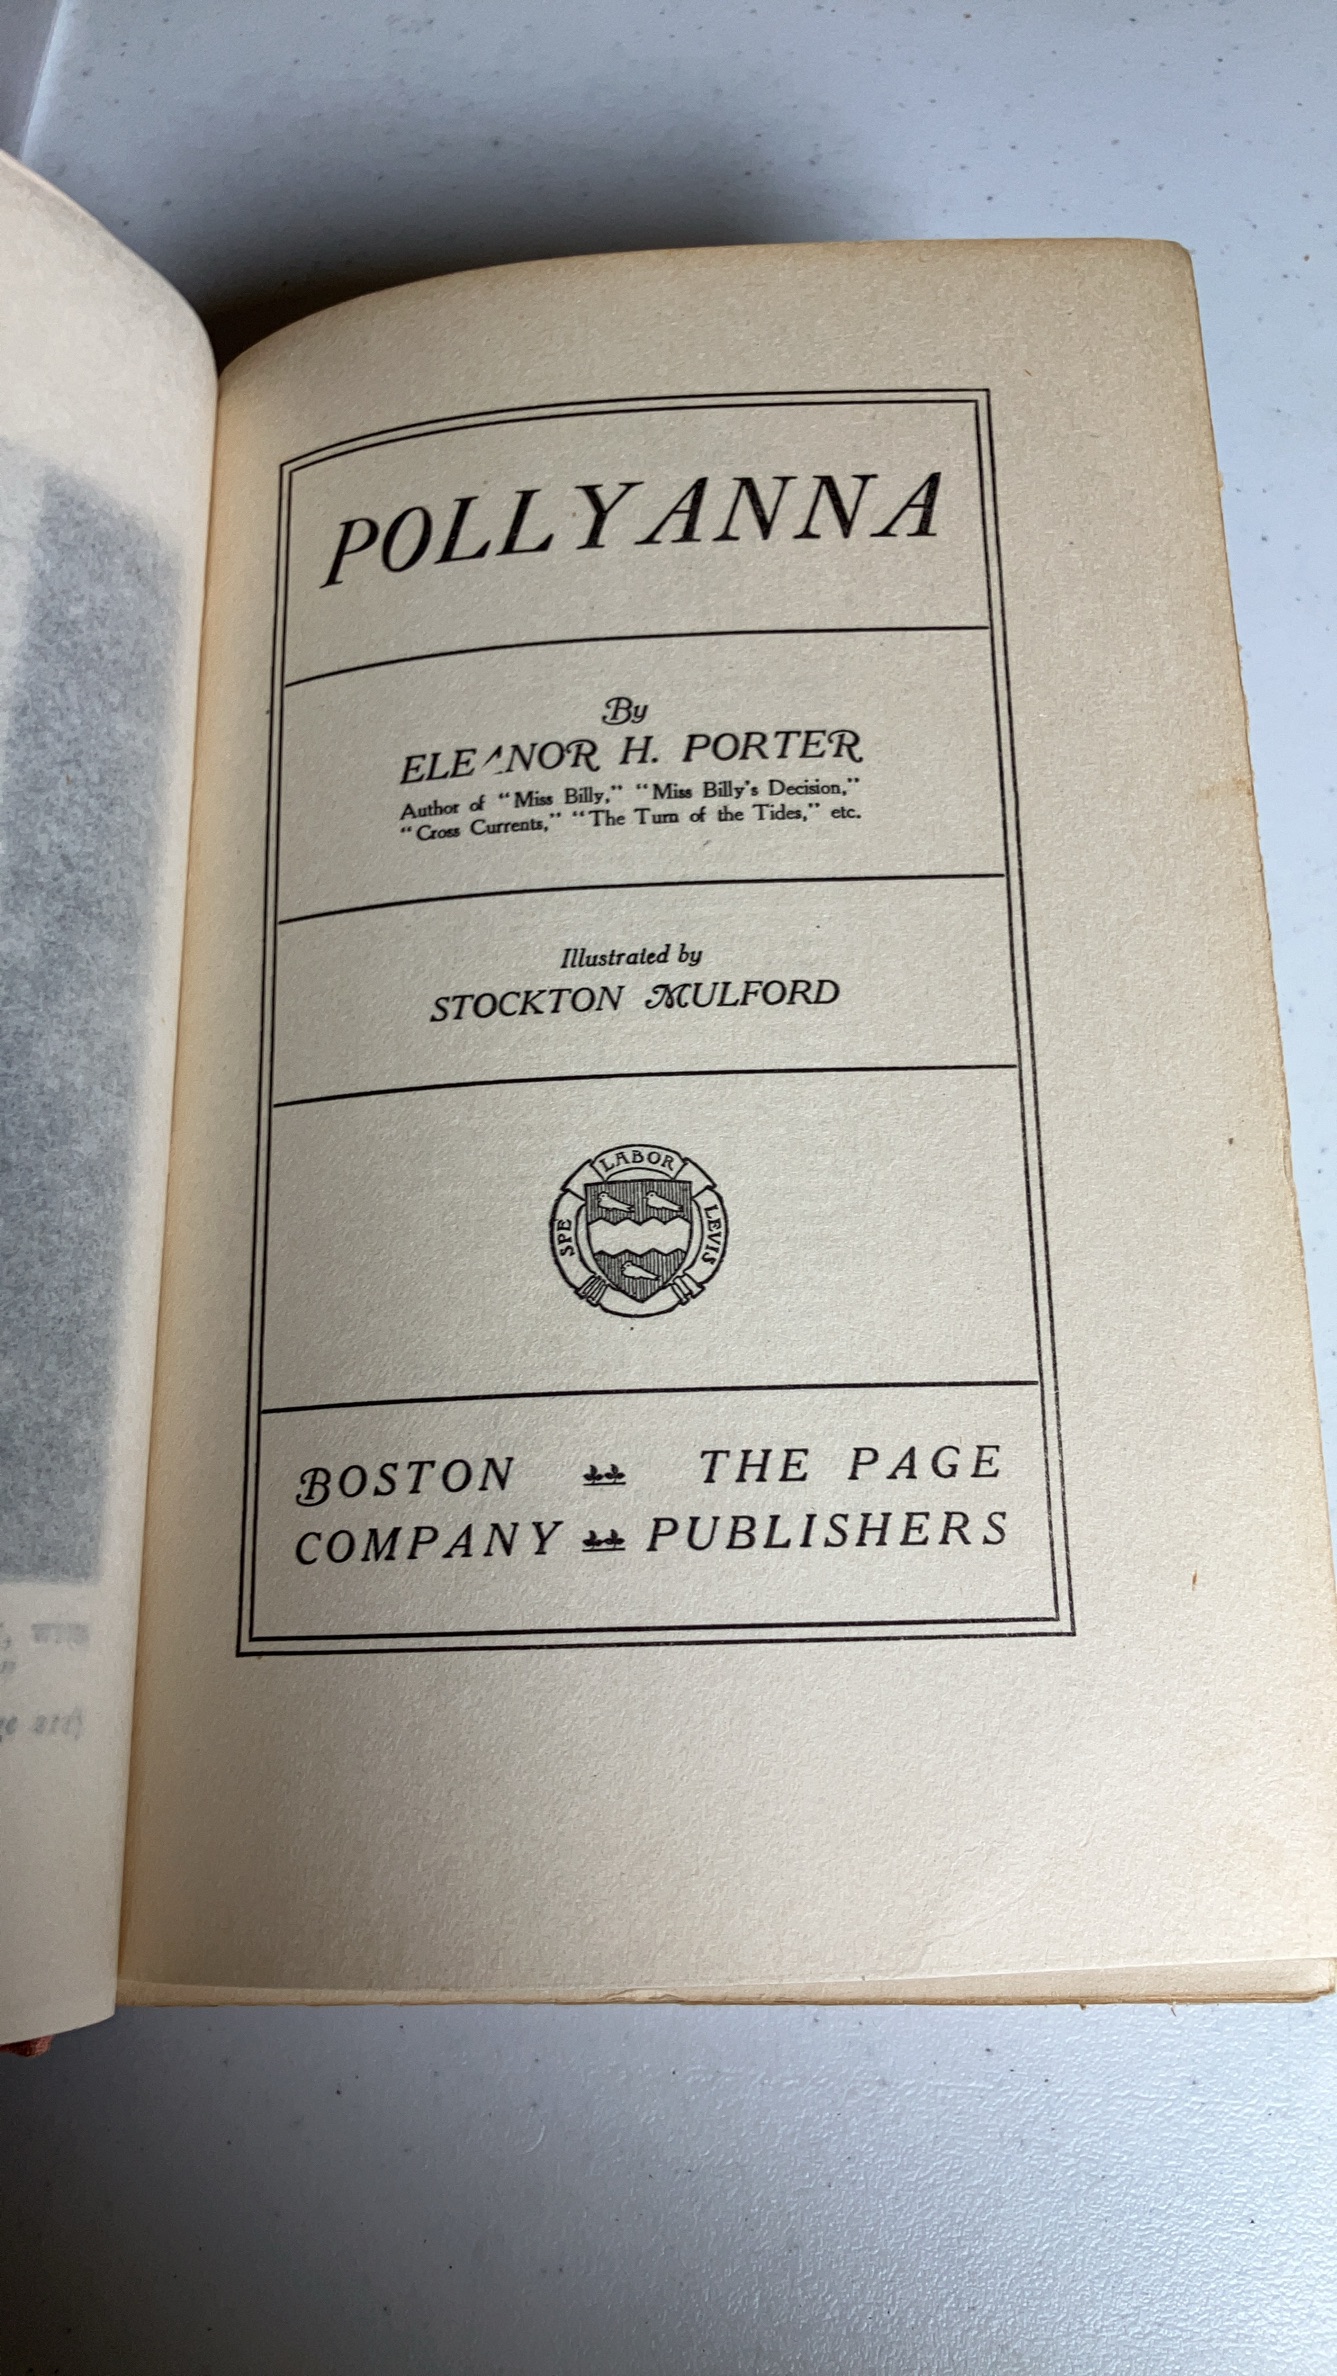 POLLYANNA
By
ELEANOR H. PORTER
Author of "Miss Billy," "Miss Billy's Decision,"
"Cross Currents," "The Turn of the Tides," etc.
Illustrated by
STOCKTON MULFORD
SPE LABOR LEVIS
BOSTON THE PAGE
COMPANY PUBLISHERS